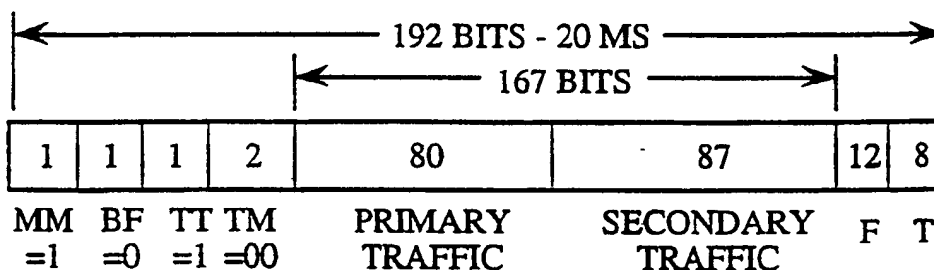 192 BITS - 20 MS
167 BITS
1 1 1 2 80 87 12 8
MM BF TT TM PRIMARY SECONDARY F T
=1 =0 =1 =00 TRAFFIC TRAFFIC